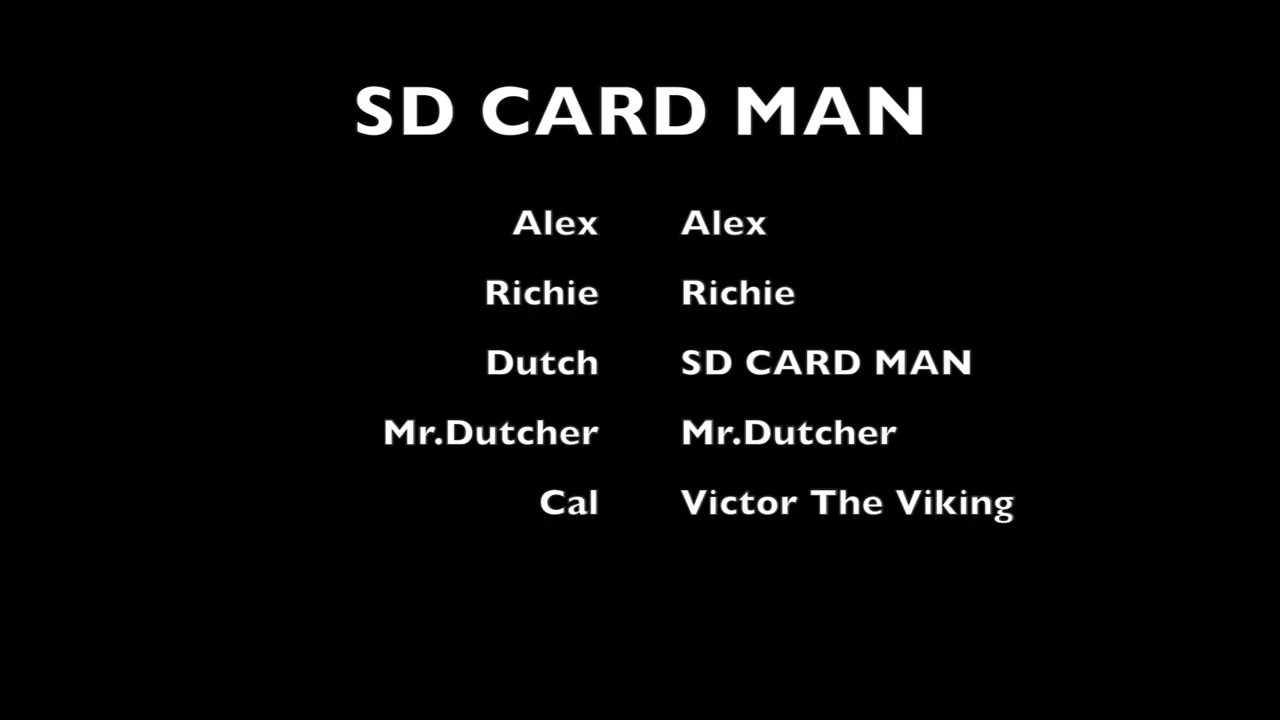 SD CARD MAN
Alex Alex
Richie Richie
Dutch SD CARD MAN
Mr.Dutcher Mr.Dutcher
Cal Victor The Viking